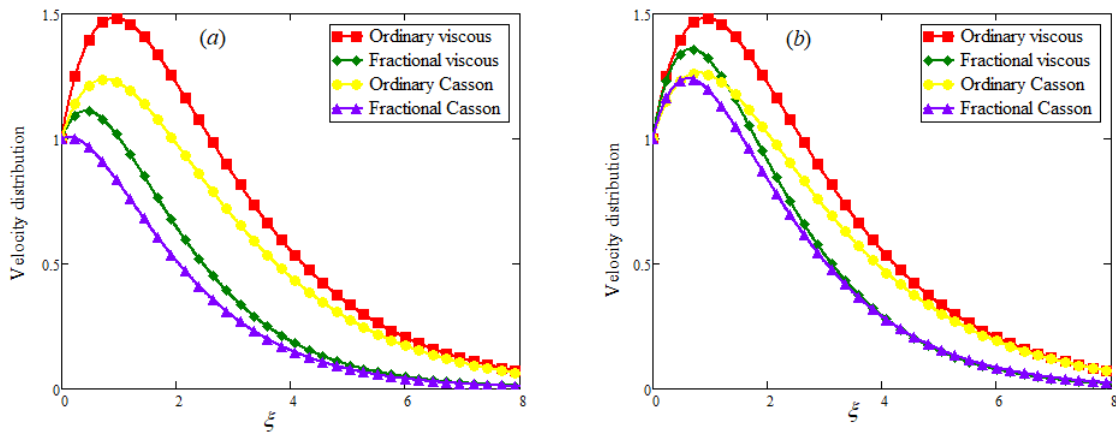 1.5
1
0.5
0
0
2
4
6
8
Velocity distribution
ξ
(a)
Ordinary viscous
Fractional viscous
Ordinary Casson
Fractional Casson
1.5
1
0.5
0
0
2
4
6
8
Velocity distribution
ξ
(b)
Ordinary viscous
Fractional viscous
Ordinary Casson
Fractional Casson